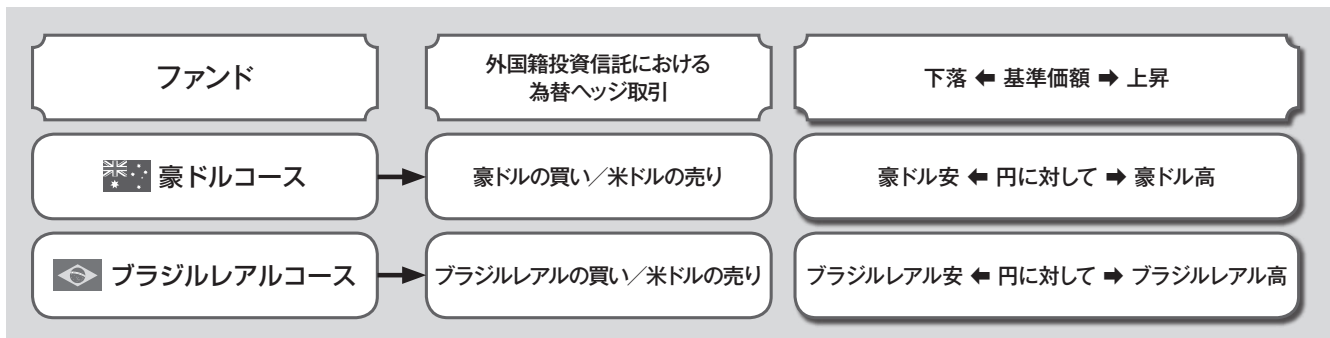 ファンド
外国籍投資信託における
為替ヘッジ取引
下落 ⬅ 基準価額 ➡ 上昇
豪ドルコース
豪ドルの買い／米ドルの売り
豪ドル安 ⬅ 円に対して ➡ 豪ドル高
ブラジルレアルコース
ブラジルレアルの買い／米ドルの売り
ブラジルレアル安 ⬅ 円に対して ➡ ブラジルレアル高